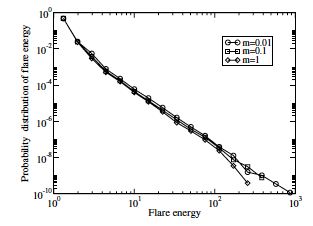 10^0
10^-2
10^-4
10^-6
10^-8
10^-10
Probability distribution of flare energy
m=0.01
m=0.1
m=1
10^0 10^1 10^2 10^3
Flare energy